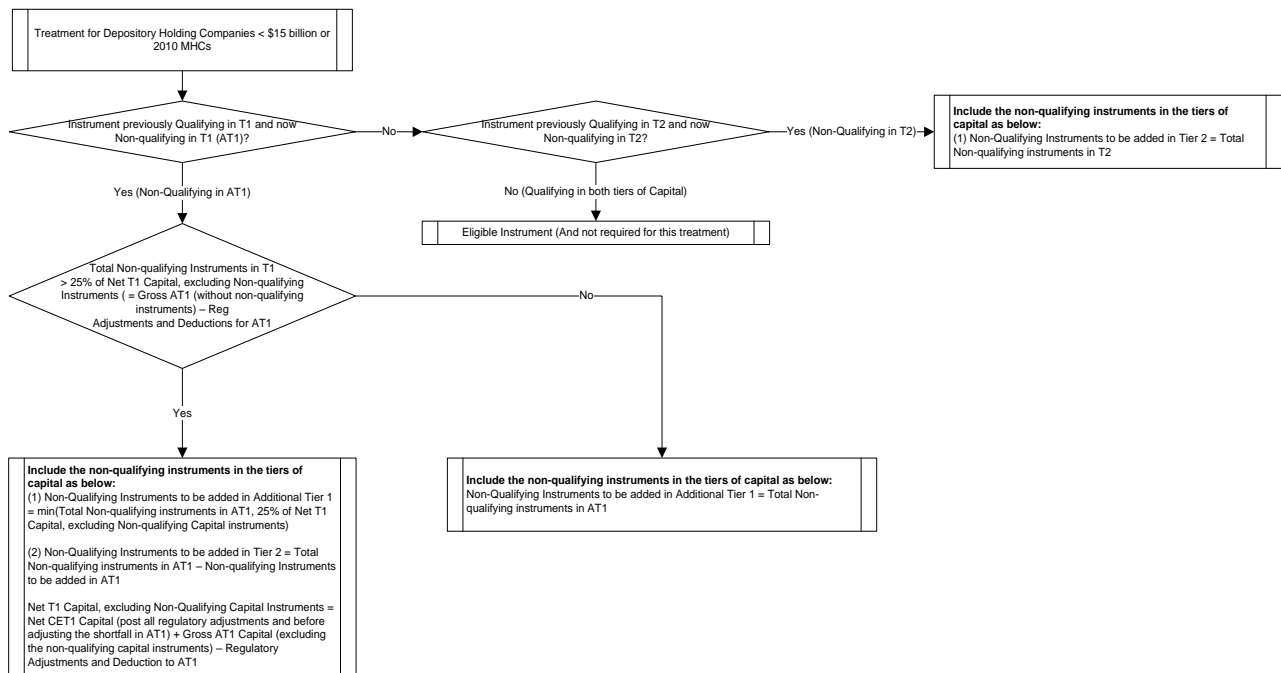 Treatment for Depository Holding Companies < $15 billion or
2010 MHCs
Instrument previously Qualifying in T1 and now
Non-qualifying in T1 (AT1)?
No
Instrument previously Qualifying in T2 and now
Non-qualifying in T2?
Yes (Non-Qualifying in T2)
Include the non-qualifying instruments in the tiers of
capital as below:
(1) Non-Qualifying Instruments to be added in Tier 2 = Total
Non-qualifying instruments in T2
Yes (Non-Qualifying in AT1)
No (Qualifying in both tiers of Capital)
Eligible Instrument (And not required for this treatment)
Total Non-qualifying Instruments in T1
> 25% of Net T1 Capital, excluding Non-qualifying
Instruments ( = Gross AT1 (without non-qualifying
instruments) – Reg
Adjustments and Deductions for AT1
No
Yes
Include the non-qualifying instruments in the tiers of
capital as below:
(1) Non-Qualifying Instruments to be added in Additional Tier 1
= min(Total Non-qualifying instruments in AT1, 25% of Net T1
Capital, excluding Non-qualifying Capital instruments)
(2) Non-Qualifying Instruments to be added in Tier 2 = Total
Non-qualifying instruments in AT1 – Non-qualifying Instruments
to be added in AT1
Net T1 Capital, excluding Non-Qualifying Capital Instruments =
Net CET1 Capital (post all regulatory adjustments and before
adjusting the shortfall in AT1) + Gross AT1 Capital (excluding
the non-qualifying capital instruments) – Regulatory
Adjustments and Deduction to AT1
Include the non-qualifying instruments in the tiers of capital as below:
Non-Qualifying Instruments to be added in Additional Tier 1 = Total Non-
qualifying instruments in AT1